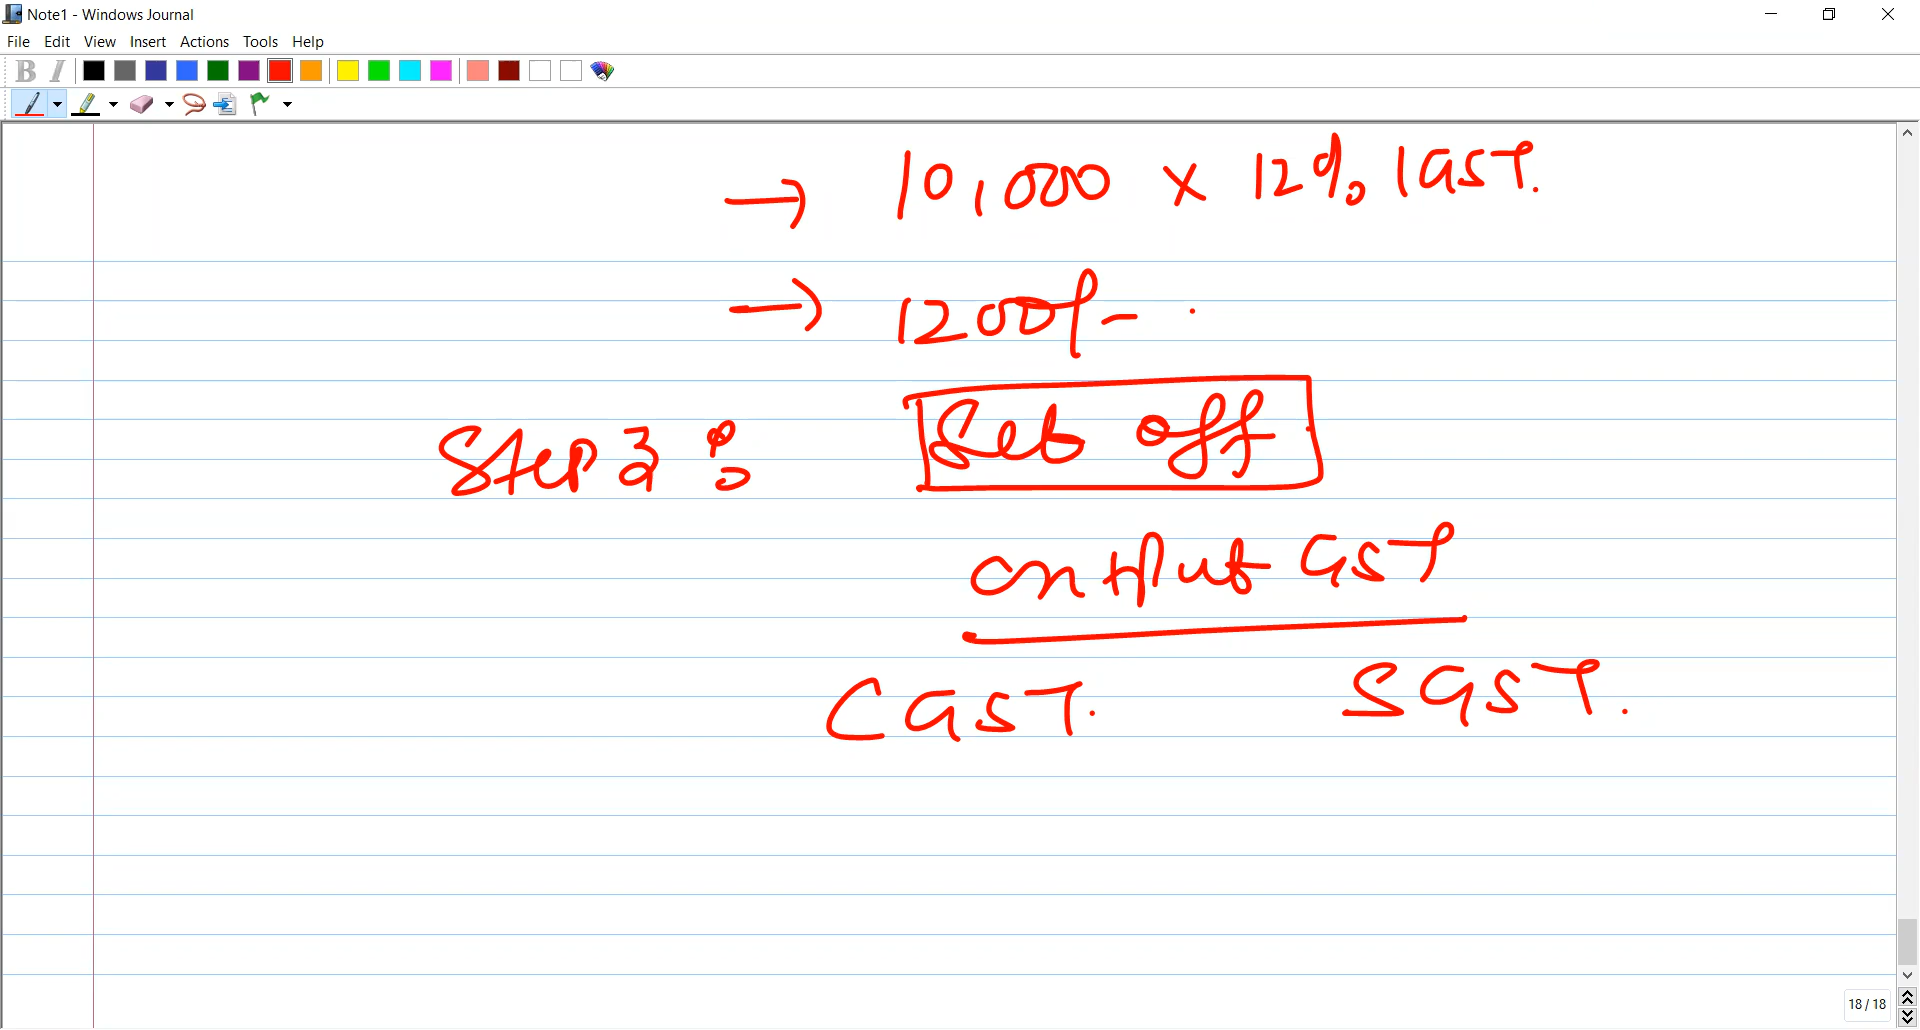 Note1 - Windows Journal
File Edit View Insert Actions Tools Help
B I
→ 10,000 x 12% IGST.
→ 1200/- .
Step 3 : Set off
Output GST
CGST. SGST.
18 / 18